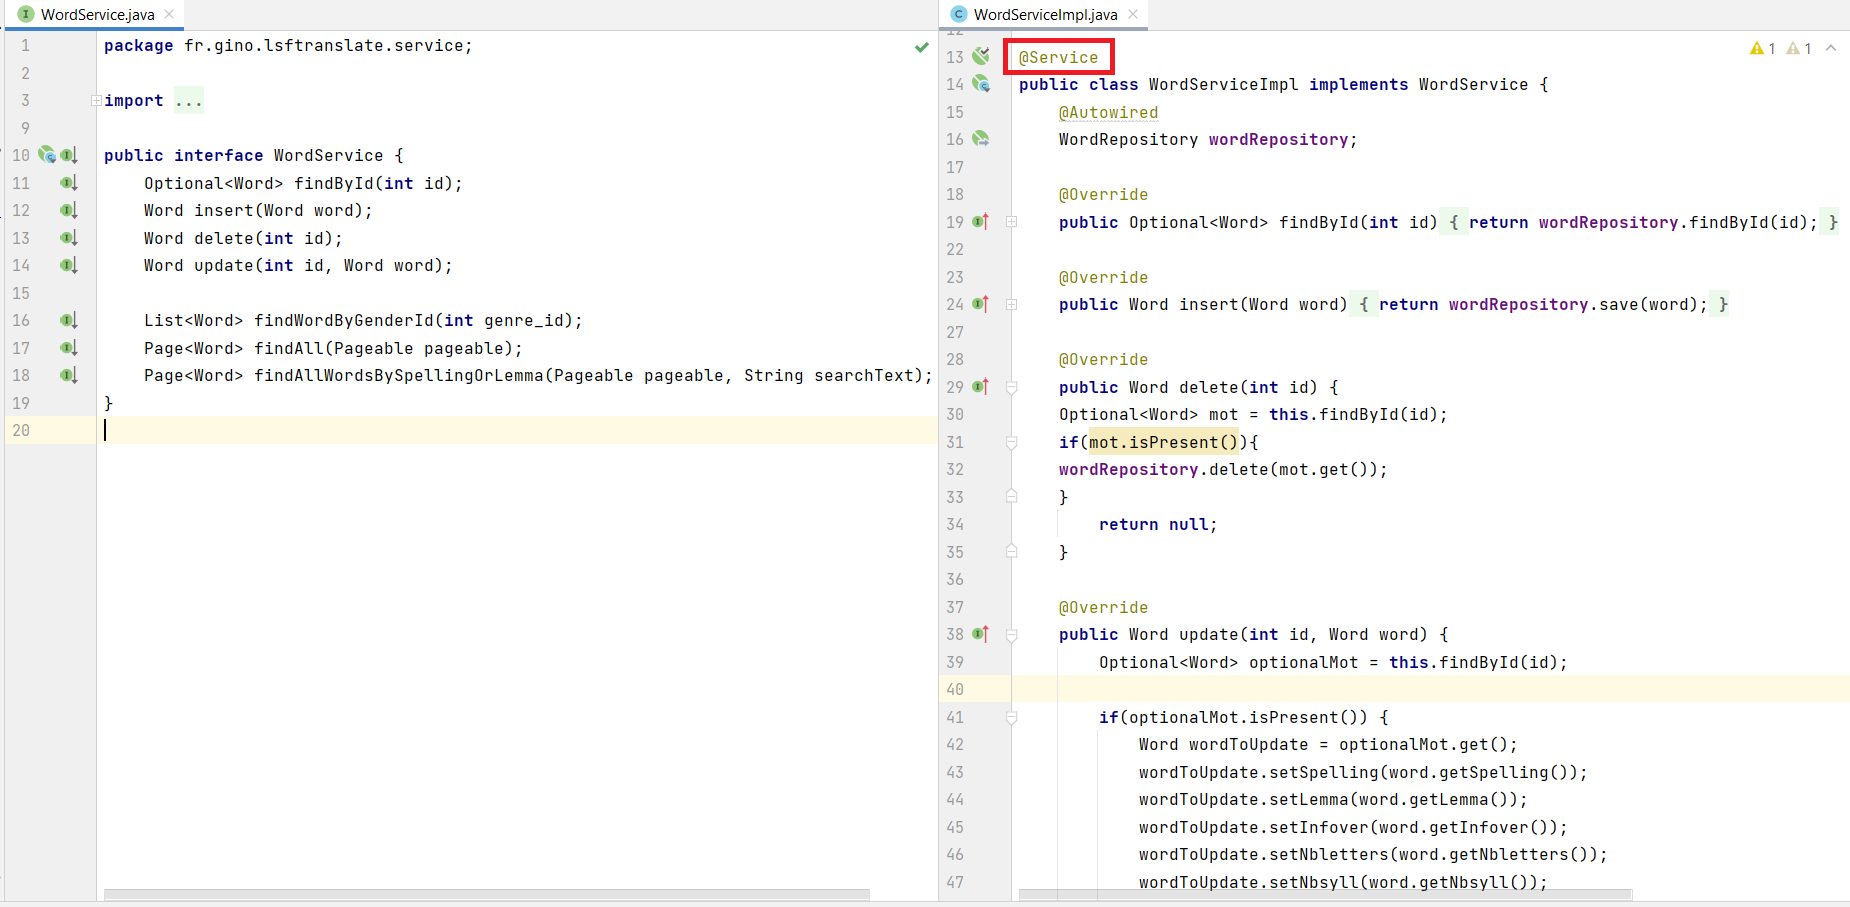 WordService.java
1 package fr.gino.lsftranslate.service;
2
3 import ...
9
10 public interface WordService {
11 Optional<Word> findById(int id);
12 Word insert(Word word);
13 Word delete(int id);
14 Word update(int id, Word word);
15
16 List<Word> findWordByGenderId(int genre_id);
17 Page<Word> findAll(Pageable pageable);
18 Page<Word> findAllWordsBySpellingOrLemma(Pageable pageable, String searchText);
19 }
20
WordServiceImpl.java
1 1
12
13 @Service
14 public class WordServiceImpl implements WordService {
15 @Autowired
16 WordRepository wordRepository;
17
18 @Override
19 public Optional<Word> findById(int id) { return wordRepository.findById(id); }
22
23 @Override
24 public Word insert(Word word) { return wordRepository.save(word); }
27
28 @Override
29 public Word delete(int id) {
30 Optional<Word> mot = this.findById(id);
31 if(mot.isPresent()){
32 wordRepository.delete(mot.get());
33 }
34 return null;
35 }
36
37 @Override
38 public Word update(int id, Word word) {
39 Optional<Word> optionalMot = this.findById(id);
40
41 if(optionalMot.isPresent()) {
42 Word wordToUpdate = optionalMot.get();
43 wordToUpdate.setSpelling(word.getSpelling());
44 wordToUpdate.setLemma(word.getLemma());
45 wordToUpdate.setInfover(word.getInfover());
46 wordToUpdate.setNbletters(word.getNbletters());
47 wordToUpdate.setNbsyll(word.getNbsyll());